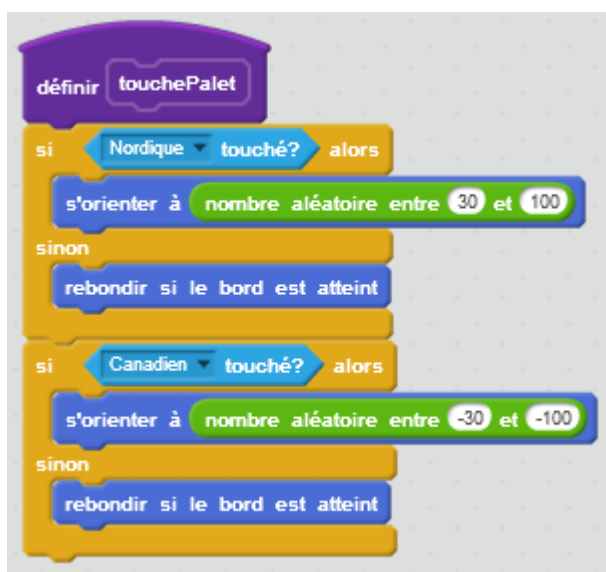 définir touchePalet
si Nordique touché? alors
s'orienter à nombre aléatoire entre 30 et 100
sinon
rebondir si le bord est atteint
si Canadien touché? alors
s'orienter à nombre aléatoire entre -30 et -100
sinon
rebondir si le bord est atteint